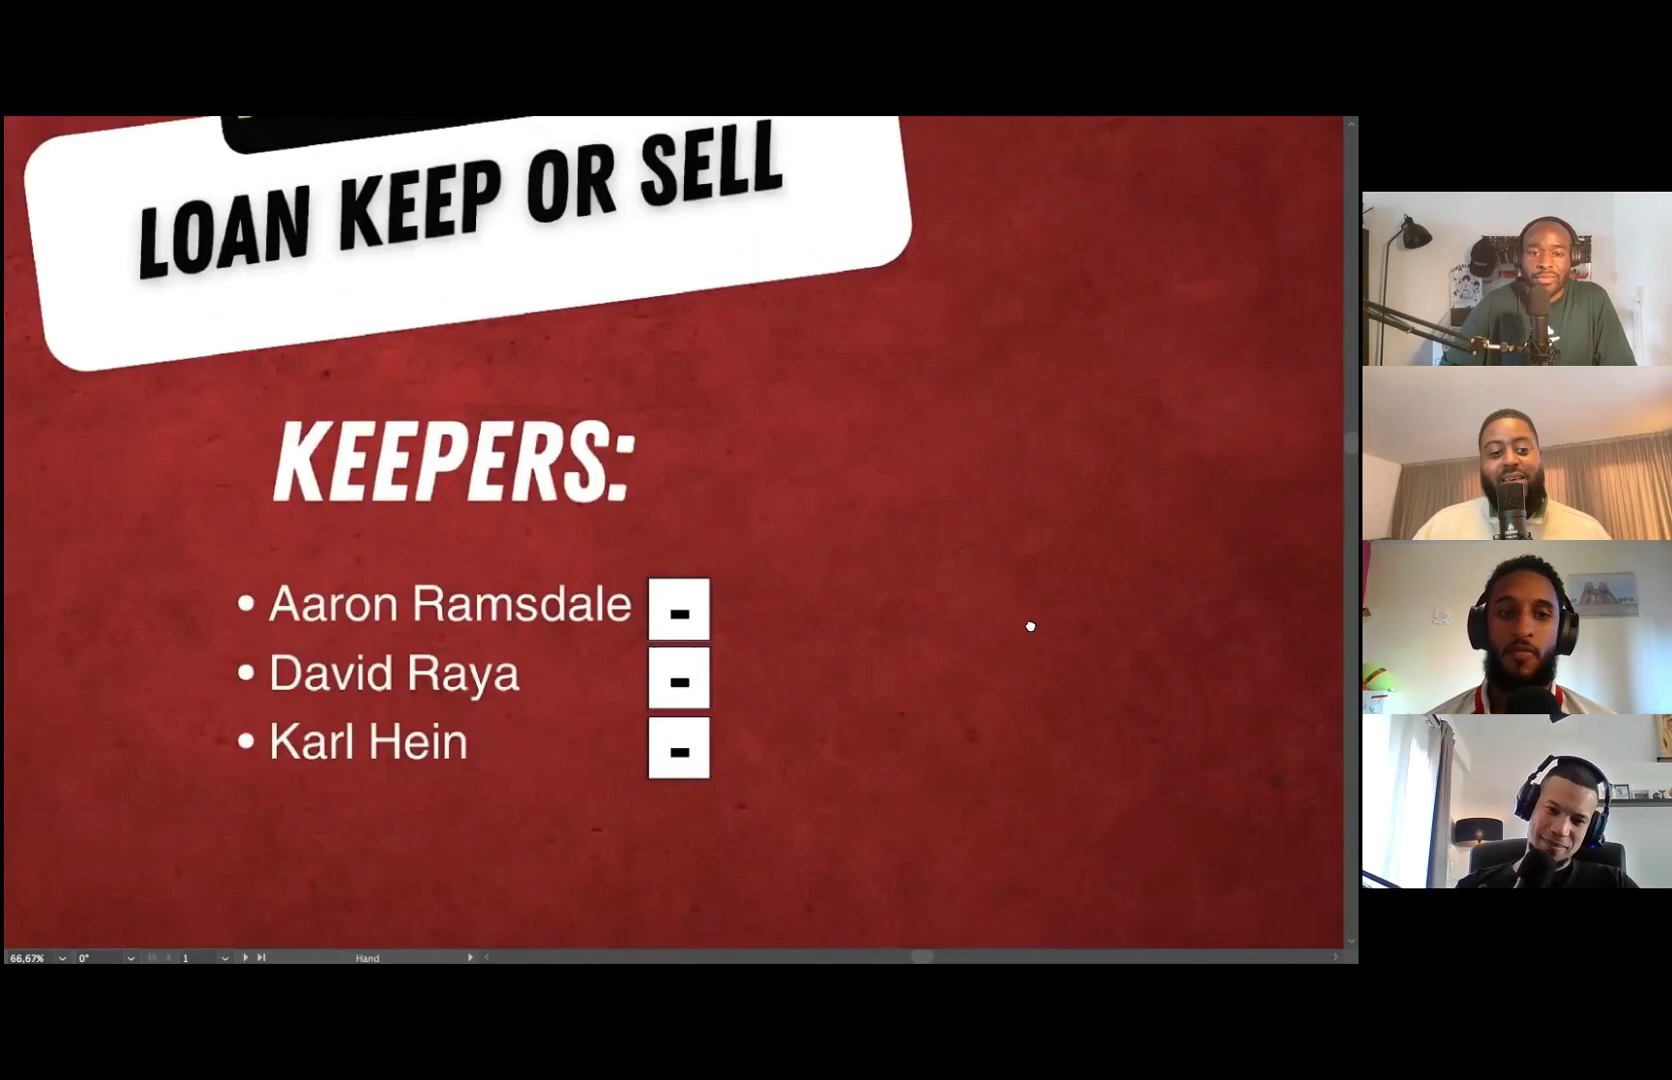 LOAN KEEP OR SELL
KEEPERS:
• Aaron Ramsdale -
• David Raya -
• Karl Hein -
66,67% 0° 1 Hand